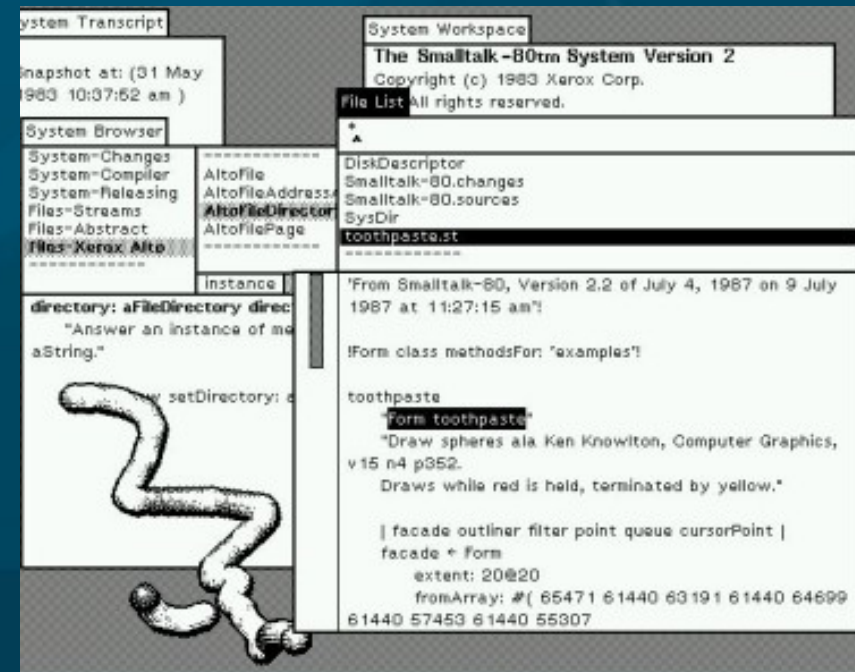 ystem Transcript
Snapshot at: (31 May
1983 10:37:52 am )
System Workspace
The Smalltalk-80tm System Version 2
Copyright (c) 1983 Xerox Corp.
All rights reserved.
System Browser
System-Changes
System-Compiler
System-Releasing
Files-Streams
Files-Abstract
Files-Xerox Alto
------------
------------
AltoFile
AltoFileAddressA
AltoFileDirector
AltoFilePage
------------
instance
directory: aFileDirectory direc
"Answer an instance of me
aString."
w setDirectory: a
File List
*
DiskDescriptor
Smalltalk-80.changes
Smalltalk-80.sources
SysDir
toothpaste.st
------------
'From Smalltalk-80, Version 2.2 of July 4, 1987 on 9 July
1987 at 11:27:15 am'!
!Form class methodsFor: 'examples'!
toothpaste
"Form toothpaste"
"Draw spheres ala Ken Knowlton, Computer Graphics,
v15 n4 p352.
Draws while red is held, terminated by yellow."
| facade outliner filter point queue cursorPoint |
facade ← Form
extent: 20@20
fromArray: #( 65471 61440 63191 61440 64699
61440 57453 61440 55307